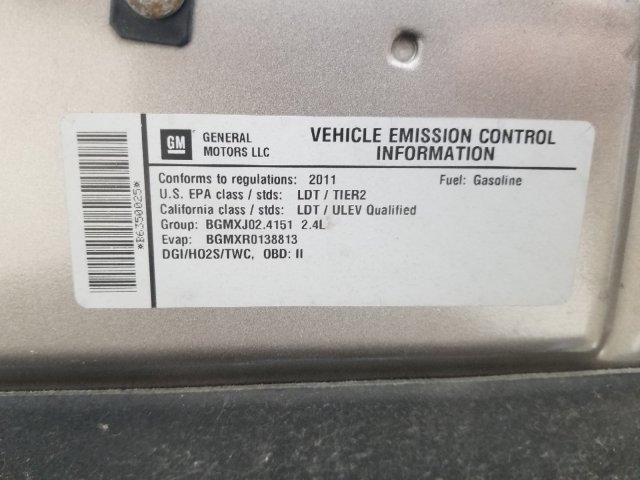 GM GENERAL MOTORS LLC
VEHICLE EMISSION CONTROL
INFORMATION
Conforms to regulations: 2011 Fuel: Gasoline
U.S. EPA class / stds: LDT / TIER2
California class / stds: LDT / ULEV Qualified
Group: BGMXJ02.4151 2.4L
Evap: BGMXR0138813
DGI/HO2S/TWC, OBD: II
*B6350025*